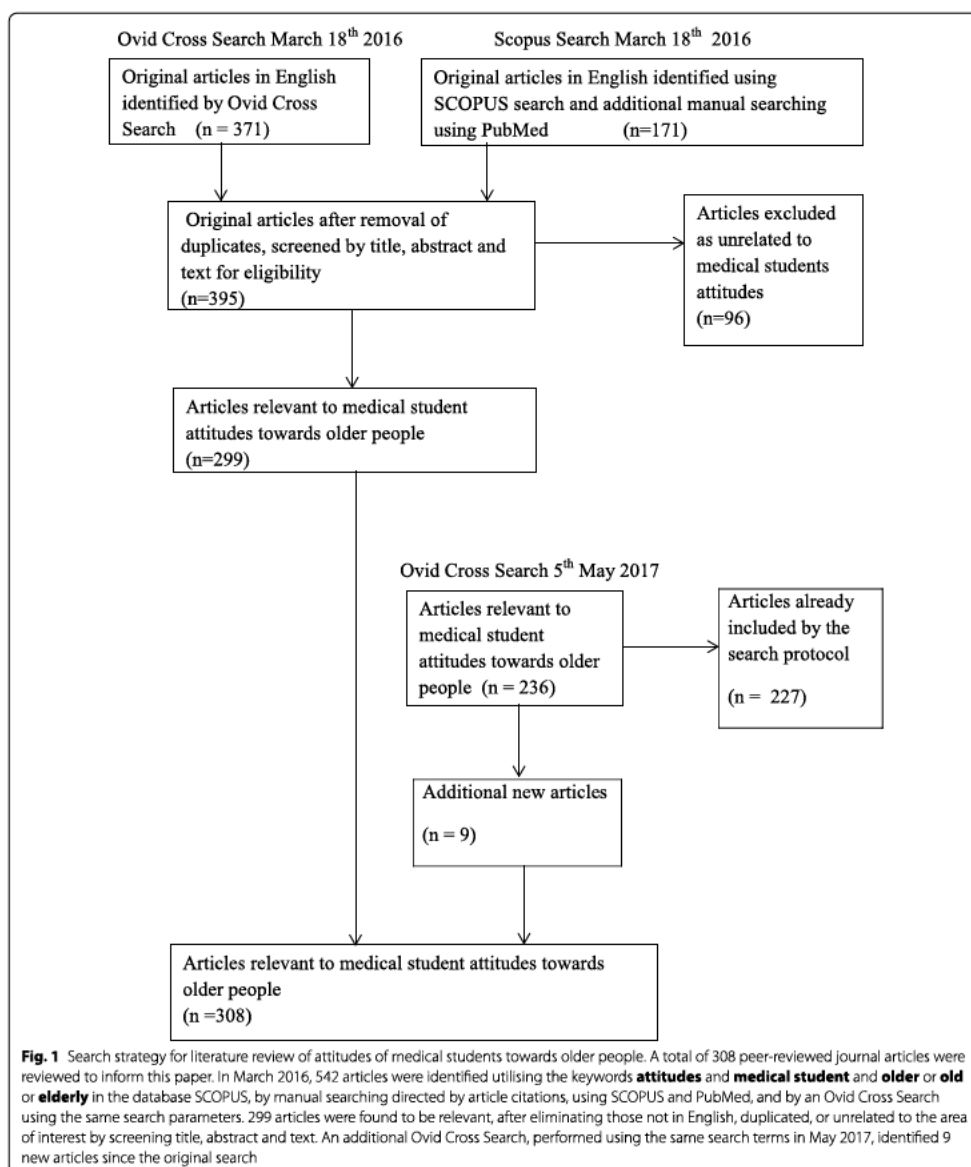 Ovid Cross Search March 18th 2016
Scopus Search March 18th 2016
Original articles in English
identified by Ovid Cross
Search (n = 371)
Original articles in English identified using
SCOPUS search and additional manual searching
using PubMed (n=171)
Original articles after removal of
duplicates, screened by title, abstract and
text for eligibility
(n=395)
Articles excluded
as unrelated to
medical students
attitudes
(n=96)
Articles relevant to medical student
attitudes towards older people
(n=299)
Ovid Cross Search 5th May 2017
Articles relevant to
medical student
attitudes towards older
people (n = 236)
Articles already
included by the
search protocol
(n = 227)
Additional new articles
(n = 9)
Articles relevant to medical student attitudes towards
older people
(n =308)
Fig. 1 Search strategy for literature review of attitudes of medical students towards older people. A total of 308 peer-reviewed journal articles were
reviewed to inform this paper. In March 2016, 542 articles were identified utilising the keywords attitudes and medical student and older or old
or elderly in the database SCOPUS, by manual searching directed by article citations, using SCOPUS and PubMed, and by an Ovid Cross Search
using the same search parameters. 299 articles were found to be relevant, after eliminating those not in English, duplicated, or unrelated to the area
of interest by screening title, abstract and text. An additional Ovid Cross Search, performed using the same search terms in May 2017, identified 9
new articles since the original search